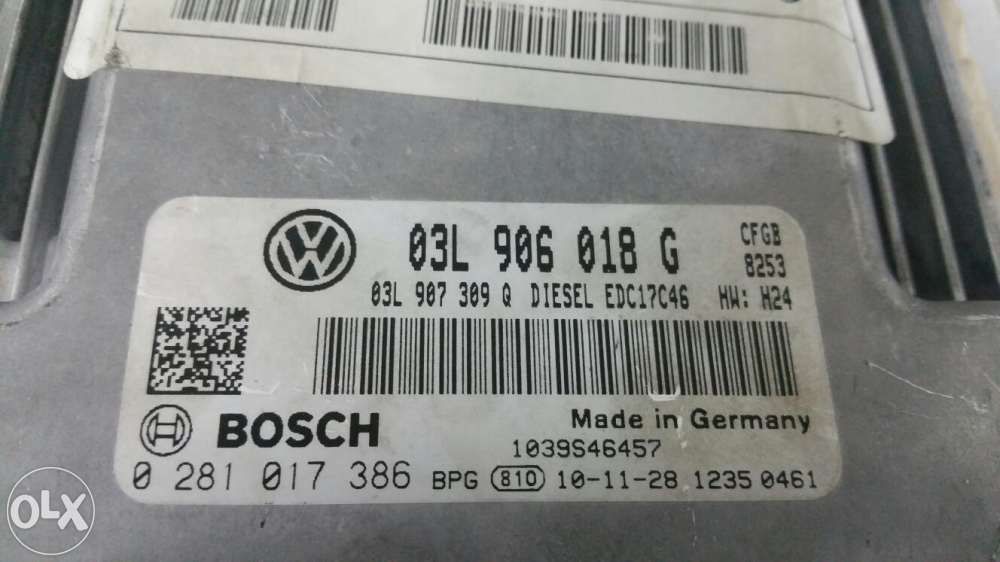 03L 906 018 G
CFGB
8253
03L 907 309 Q DIESEL EDC17C46 HW: H24
BOSCH
Made in Germany
1039S46457
0 281 017 386 BPG 810 10-11-28 1235 0461
OLX